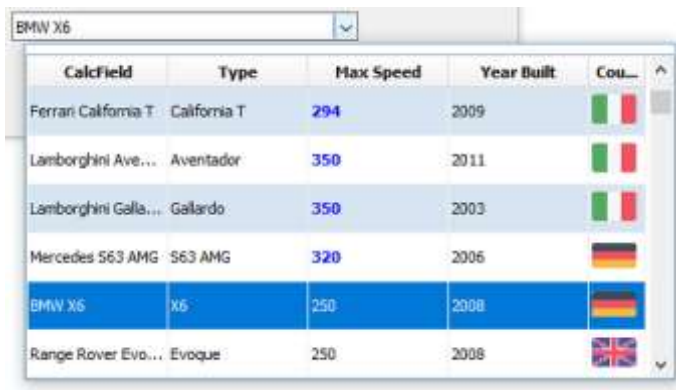 BMW X6
CalcField Type Max Speed Year Built Cou...
Ferrari California T California T 294 2009
Lamborghini Ave... Aventador 350 2011
Lamborghini Galla... Gallardo 350 2003
Mercedes S63 AMG S63 AMG 320 2006
BMW X6 X6 250 2008
Range Rover Evo... Evoque 250 2008